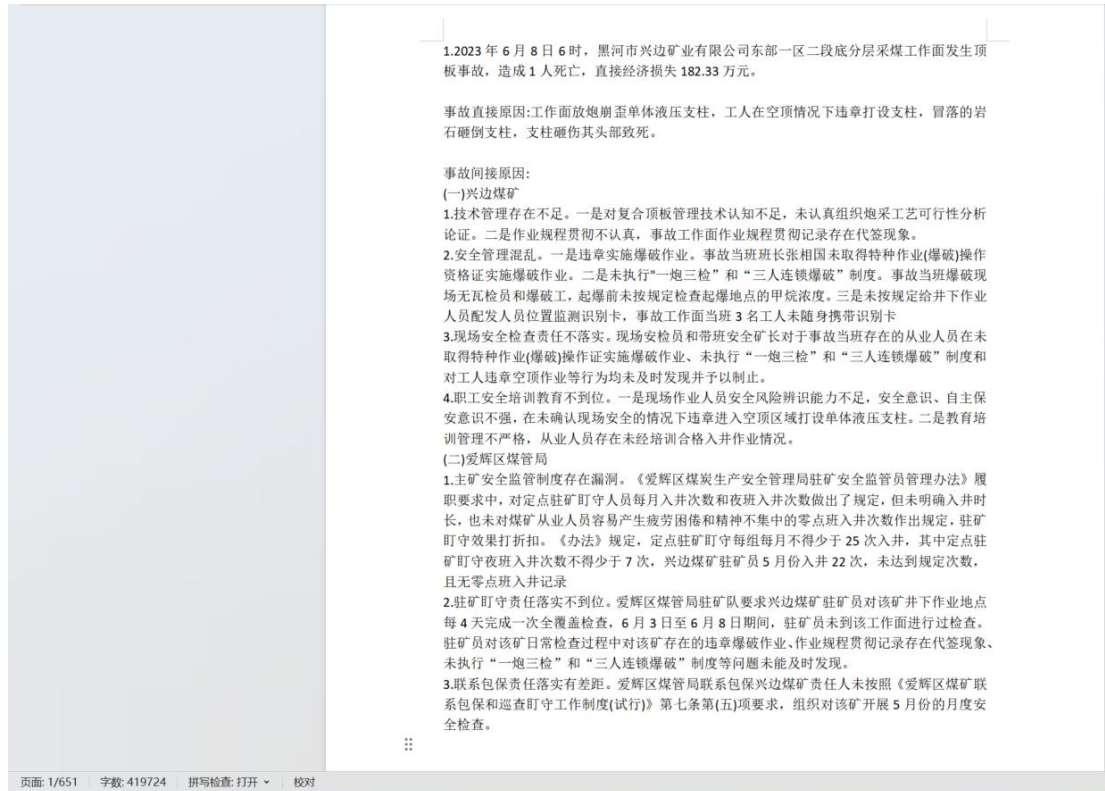 1.2023 年 6 月 8 日 6 时，黑河市兴边矿业有限公司东部一区二段底分层采煤工作面发生顶
板事故，造成 1 人死亡，直接经济损失 182.33 万元。
事故直接原因:工作面放炮崩歪单体液压支柱，工人在空顶情况下违章打设支柱，冒落的岩
石砸倒支柱，支柱砸伤其头部致死。
事故间接原因:
(一)兴边煤矿
1.技术管理存在不足。一是对复合顶板管理技术认知不足，未认真组织炮采工艺可行性分析
论证。二是作业规程贯彻不认真，事故工作面作业规程贯彻记录存在代签现象。
2.安全管理混乱。一是违章实施爆破作业。事故当班班长张相国未取得特种作业(爆破)操作
资格证实施爆破作业。二是未执行"一炮三检”和“三人连锁爆破”制度。事故当班爆破现
场无瓦检员和爆破工，起爆前未按规定检查起爆地点的甲烷浓度。三是未按规定给井下作业
人员配发人员位置监测识别卡，事故工作面当班 3 名工人未随身携带识别卡
3.现场安全检查责任不落实。现场安检员和带班安全矿长对于事故当班存在的从业人员在未
取得特种作业(爆破)操作证实施爆破作业、未执行“一炮三检”和“三人连锁爆破”制度和
对工人违章空顶作业等行为均未及时发现并予以制止。
4.职工安全培训教育不到位。一是现场作业人员安全风险辨识能力不足，安全意识、自主保
安意识不强，在未确认现场安全的情况下违章进入空顶区域打设单体液压支柱。二是教育培
训管理不严格，从业人员存在未经培训合格入井作业情况。
(二)爱辉区煤管局
1.主矿安全监管制度存在漏洞。《爱辉区煤炭生产安全管理局驻矿安全监管员管理办法》履
职要求中，对定点驻矿盯守人员每月入井次数和夜班入井次数做出了规定，但未明确入井时
长，也未对煤矿从业人员容易产生疲劳困倦和精神不集中的零点班入井次数作出规定，驻矿
盯守效果打折扣。《办法》规定，定点驻矿盯守每组每月不得少于 25 次入井，其中定点驻
矿盯守夜班入井次数不得少于 7 次，兴边煤矿驻矿员 5 月份入井 22 次，未达到规定次数，
且无零点班入井记录
2.驻矿盯守责任落实不到位。爱辉区煤管局驻矿队要求兴边煤矿驻矿员对该矿井下作业地点
每 4 天完成一次全覆盖检查，6 月 3 日至 6 月 8 日期间，驻矿员未到该工作面进行过检查。
驻矿员对该矿日常检查过程中对该矿存在的违章爆破作业、作业规程贯彻记录存在代签现象、
未执行“一炮三检”和“三人连锁爆破”制度等问题未能及时发现。
3.联系包保责任落实有差距。爱辉区煤管局联系包保兴边煤矿责任人未按照《爱辉区煤矿联
系包保和巡查盯守工作制度(试行)》第七条第(五)项要求，组织对该矿开展 5 月份的月度安
全检查。
页面: 1/651 字数: 419724 拼写检查: 打开 校对